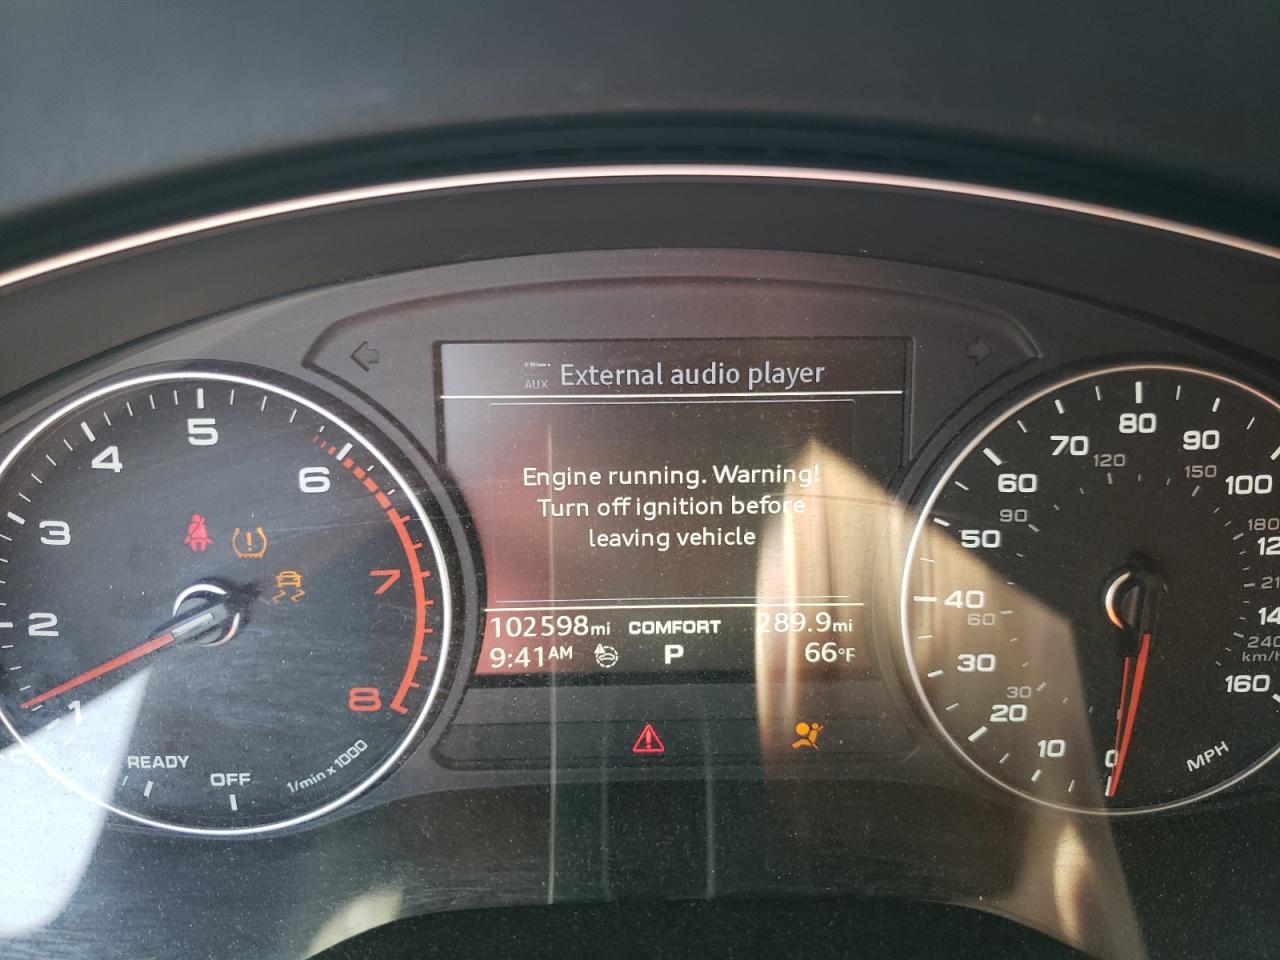 AUX External audio player
Engine running. Warning!
Turn off ignition before
leaving vehicle
102598mi COMFORT 289.9mi
9:41AM P 66°F
1
2
3
4
5
6
7
8
READY
OFF
1/min x 1000
0
10
20
30
40
50
60
70
80
90
100
160
30
60
90
120
150
180
240
km/h
MPH